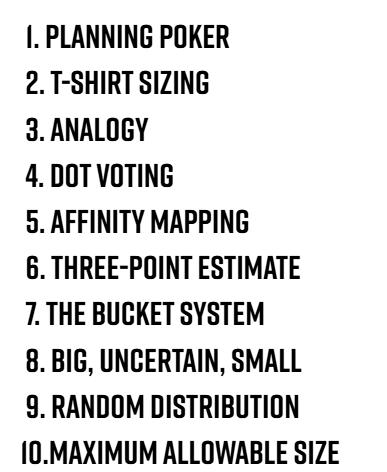 1. PLANNING POKER
2. T-SHIRT SIZING
3. ANALOGY
4. DOT VOTING
5. AFFINITY MAPPING
6. THREE-POINT ESTIMATE
7. THE BUCKET SYSTEM
8. BIG, UNCERTAIN, SMALL
9. RANDOM DISTRIBUTION
10.MAXIMUM ALLOWABLE SIZE